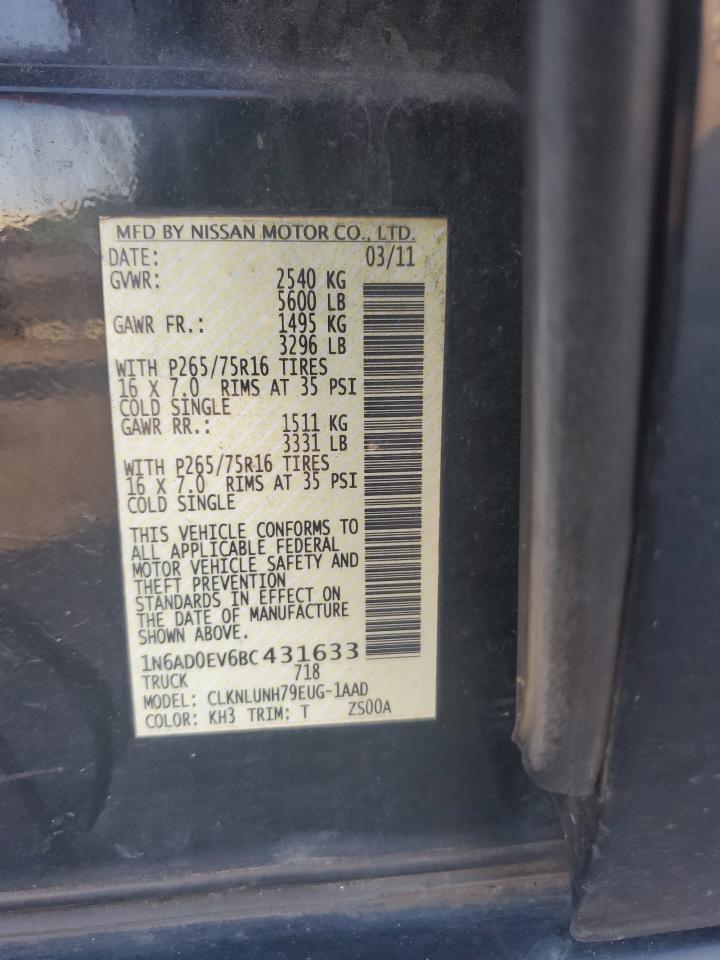 MFD BY NISSAN MOTOR CO., LTD.
DATE: 03/11
GVWR: 2540 KG
5600 LB
GAWR FR.: 1495 KG
3296 LB
WITH P265/75R16 TIRES
16 X 7.0 RIMS AT 35 PSI
COLD SINGLE
GAWR RR.: 1511 KG
3331 LB
WITH P265/75R16 TIRES
16 X 7.0 RIMS AT 35 PSI
COLD SINGLE
THIS VEHICLE CONFORMS TO
ALL APPLICABLE FEDERAL
MOTOR VEHICLE SAFETY AND
THEFT PREVENTION
STANDARDS IN EFFECT ON
THE DATE OF MANUFACTURE
SHOWN ABOVE.
1N6AD0EV6BC431633
TRUCK 718
MODEL: CLKNLUNH79EUG-1AAD
COLOR: KH3 TRIM: T ZS00A